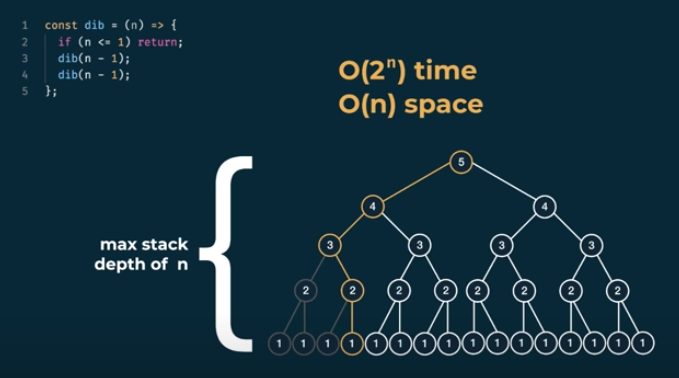 1 const dib = (n) => {
2 if (n <= 1) return;
3 dib(n - 1);
4 dib(n - 1);
5 };
O(2ⁿ) time
O(n) space
5
4 4
3 3 3 3
max stack
depth of n
2 2 2 2 2 2 2 2
1 1 1 1 1 1 1 1 1 1 1 1 1 1 1 1